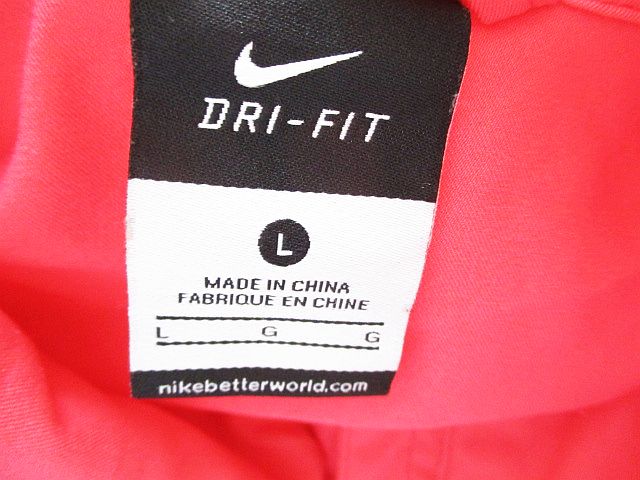 DRI-FIT
L
MADE IN CHINA
FABRIQUE EN CHINE
L G G
nikebetterworld.com